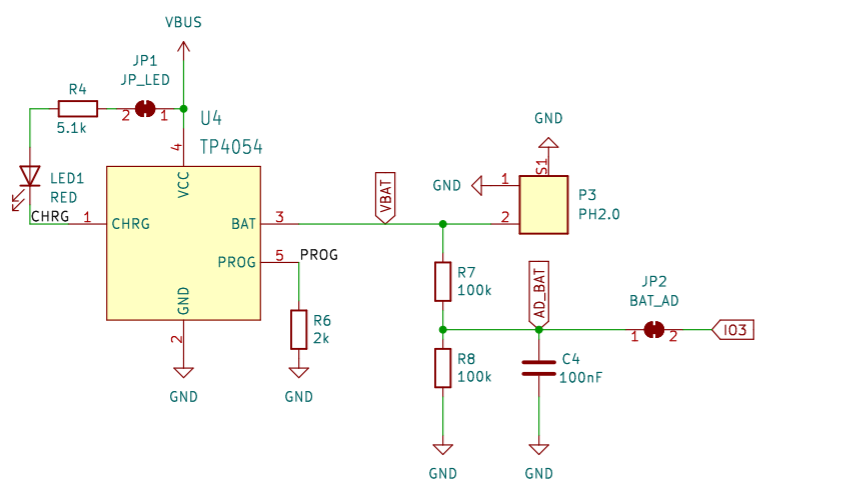 VBUS
JP1
JP_LED
R4
2
1
5.1k
U4
TP4054
4
VCC
LED1
RED
CHRG
1
CHRG
BAT
3
PROG
5
PROG
GND
2
GND
R6
2k
GND
VBAT
GND
S1
GND
1
2
P3
PH2.0
R7
100k
AD_BAT
JP2
BAT_AD
1
2
IO3
R8
100k
C4
100nF
GND
GND